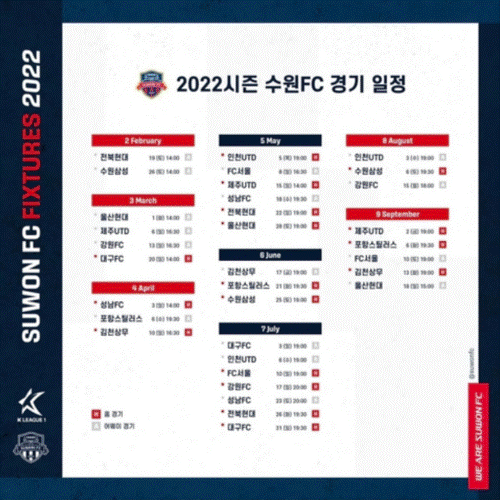 SUWON FC FIXTURES 2022
2022시즌 수원FC 경기 일정
2 February
전북현대 19 (토) 14:00 A
수원삼성 26 (토) 14:00 A
3 March
울산현대 1 (화) 14:00 A
제주UTD 6 (일) 16:30 A
강원FC 13 (일) 16:30 A
대구FC 20 (일) 14:00 H
4 April
성남FC 3 (일) 14:00 H
포항스틸러스 6 (수) 19:30 A
김천상무 10 (일) 16:30 H
5 May
인천UTD 5 (목) 19:00 H
FC서울 8 (일) 16:30 A
제주UTD 15 (일) 14:00 H
성남FC 18 (수) 19:30 A
전북현대 22 (일) 19:00 H
울산현대 28 (토) 19:00 H
6 June
김천상무 17 (금) 19:00 A
포항스틸러스 21 (화) 19:30 H
수원삼성 25 (토) 19:00 H
7 July
대구FC 3 (일) 19:00 A
인천UTD 6 (수) 19:00 A
FC서울 10 (일) 19:00 H
강원FC 17 (일) 20:00 H
성남FC 23 (토) 20:00 A
전북현대 26 (화) 19:30 H
대구FC 31 (일) 19:30 H
8 August
인천UTD 3 (수) 19:00 A
수원삼성 6 (토) 19:30 H
강원FC 15 (월) 18:00 A
9 September
제주UTD 2 (금) 19:00 H
포항스틸러스 6 (화) 19:30 H
FC서울 10 (토) 19:00 A
김천상무 13 (화) 19:00 H
울산현대 18 (일) 15:00 A
H 홈 경기
A 어웨이 경기
K LEAGUE 1
@suwonfc
WE ARE SUWON FC